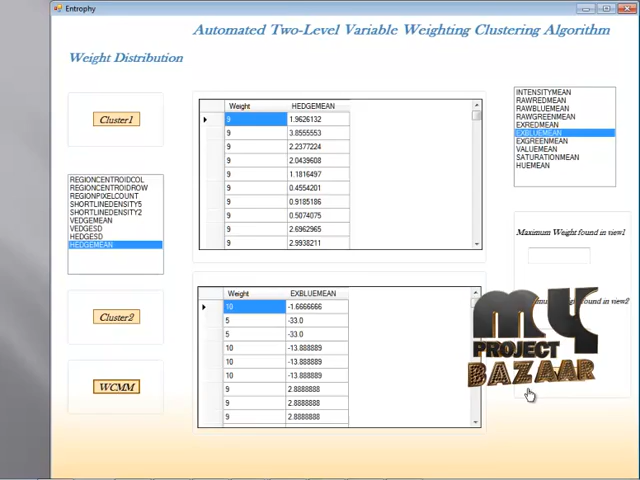 Entrophy
Automated Two-Level Variable Weighting Clustering Algorithm
Weight Distribution
Cluster1
REGIONCENTROIDCOL
REGIONCENTROIDROW
REGIONPIXELCOUNT
SHORTLINEDENSITY5
SHORTLINEDENSITY2
VEDGEMEAN
VEDGESD
HEDGESD
HEDGEMEAN
Cluster2
WCMM
Weight HEDGEMEAN
9 1.9626132
9 3.8555553
9 2.2377224
9 2.0439608
9 1.1816497
9 0.4554201
9 0.9185186
9 0.5074075
9 2.6962965
9 2.9938211
Weight EXBLUEMEAN
10 -1.6666666
5 -33.0
5 -33.0
10 -13.888889
10 -13.888889
10 -13.888889
9 2.8888888
9 2.8888888
9 2.8888888
INTENSITYMEAN
RAWREDMEAN
RAWBLUEMEAN
RAWGREENMEAN
EXREDMEAN
EXBLUEMEAN
EXGREENMEAN
VALUEMEAN
SATURATIONMEAN
HUEMEAN
Maximum Weight found in view1
found in view2
my
PROJECT
BAZAAR